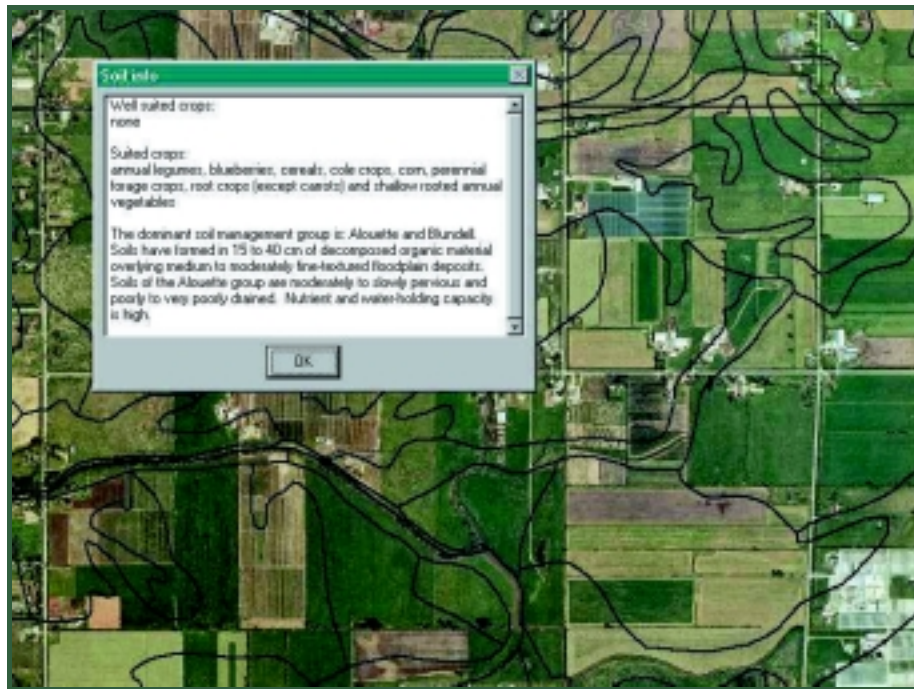 Soil info
Well suited crops:
none
Suited crops:
annual legumes, blueberries, cereals, cole crops, corn, perennial
forage crops, root crops (except carots) and shallow rooted annual
vegetables
The dominant soil management group is: Alouette and Blundell.
Soils have formed in 15 to 40 cm of decomposed organic material
overlying medium to moderately fine-textured floodplain deposits.
Soils of the Alouette group are moderately to slowly pervious and
poorly to very poorly drained. Nutrient and water-holding capacity
is high.
OK